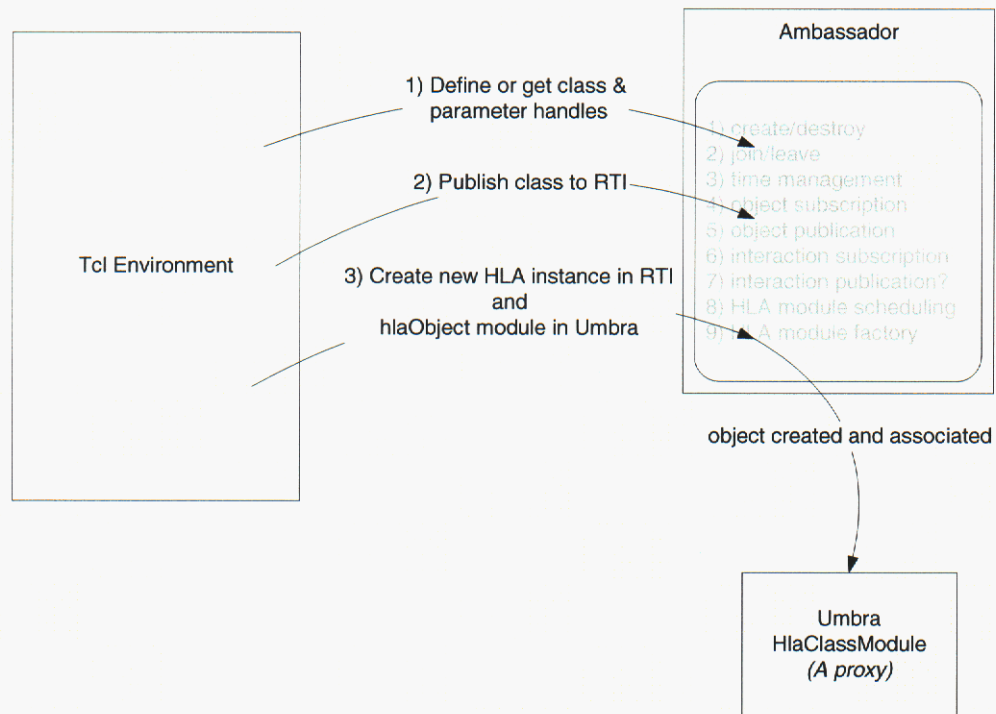 Ambassador
1) Define or get class &
parameter handles
1) create/destroy
2) join/leave
3) time management
2) Publish class to RTI
4) object subscription
5) object publication
Tcl Environment
6) interaction subscription
3) Create new HLA instance in RTI
7) interaction publication?
and
8) HLA module scheduling
hlaObject module in Umbra
9) HLA module factory
object created and associated
Umbra
HlaClassModule
(A proxy)